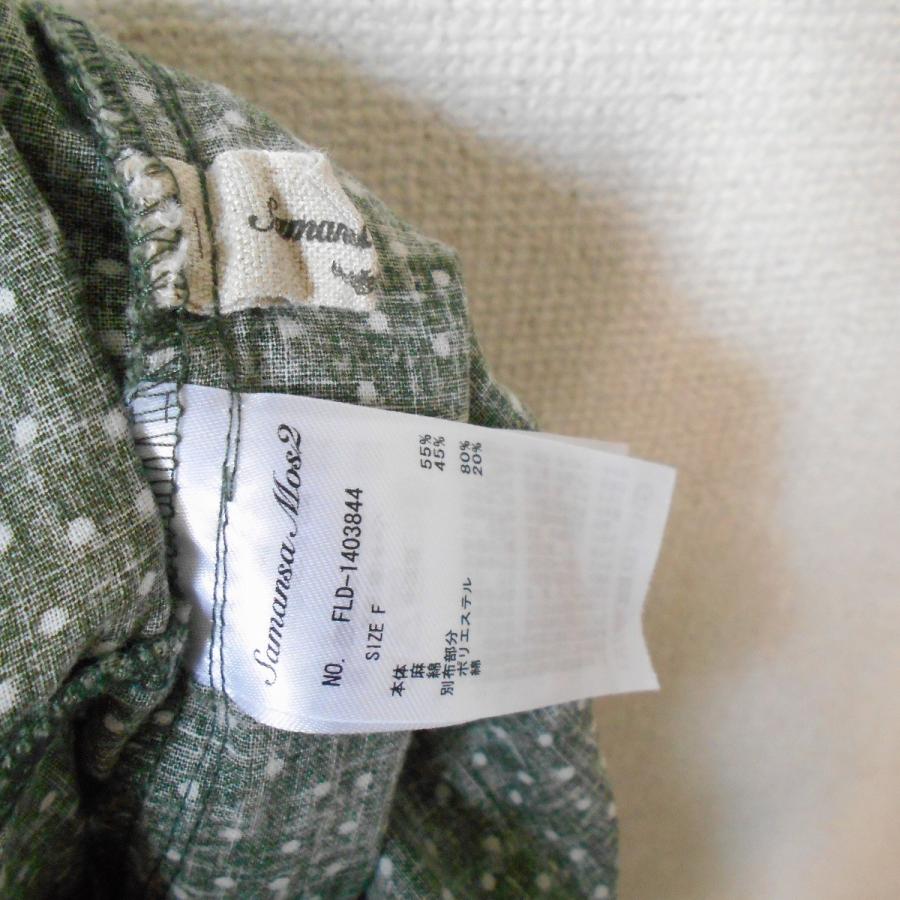 Samansa
Samansa Mos2
NO. FLD-1403844
SIZE F
本体
麻 55%
綿 45%
別布部分
ポリエステル 80%
綿 20%